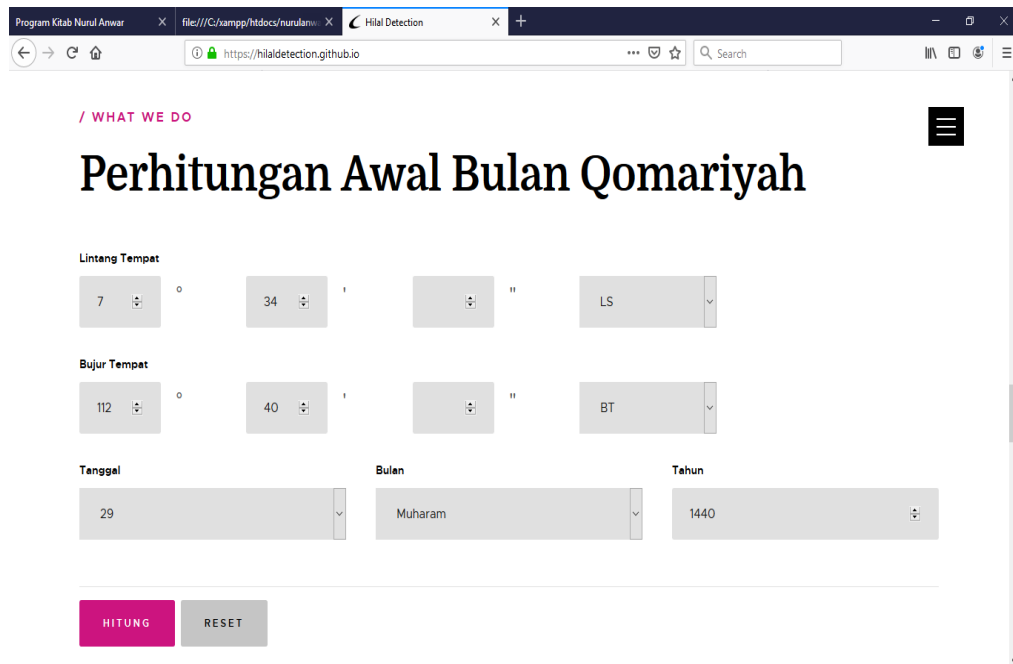 Program Kitab Nurul Anwar
file:///C:/xampp/htdocs/nurulanw
Hilal Detection
https://hilaldetection.github.io
Search
/ WHAT WE DO
Perhitungan Awal Bulan Qomariyah
Lintang Tempat
7 ° 34 ' " LS
Bujur Tempat
112 ° 40 ' " BT
Tanggal Bulan Tahun
29 Muharam 1440
HITUNG RESET